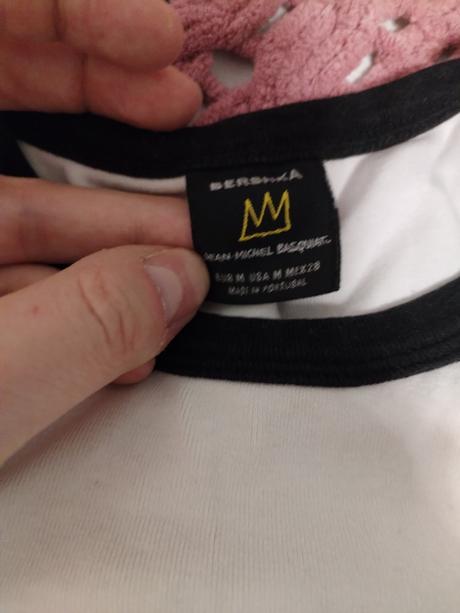 BERSHKA
JEAN-MICHEL BASQUIAT
EUR M USA M MEX28
MADE IN PORTUGAL